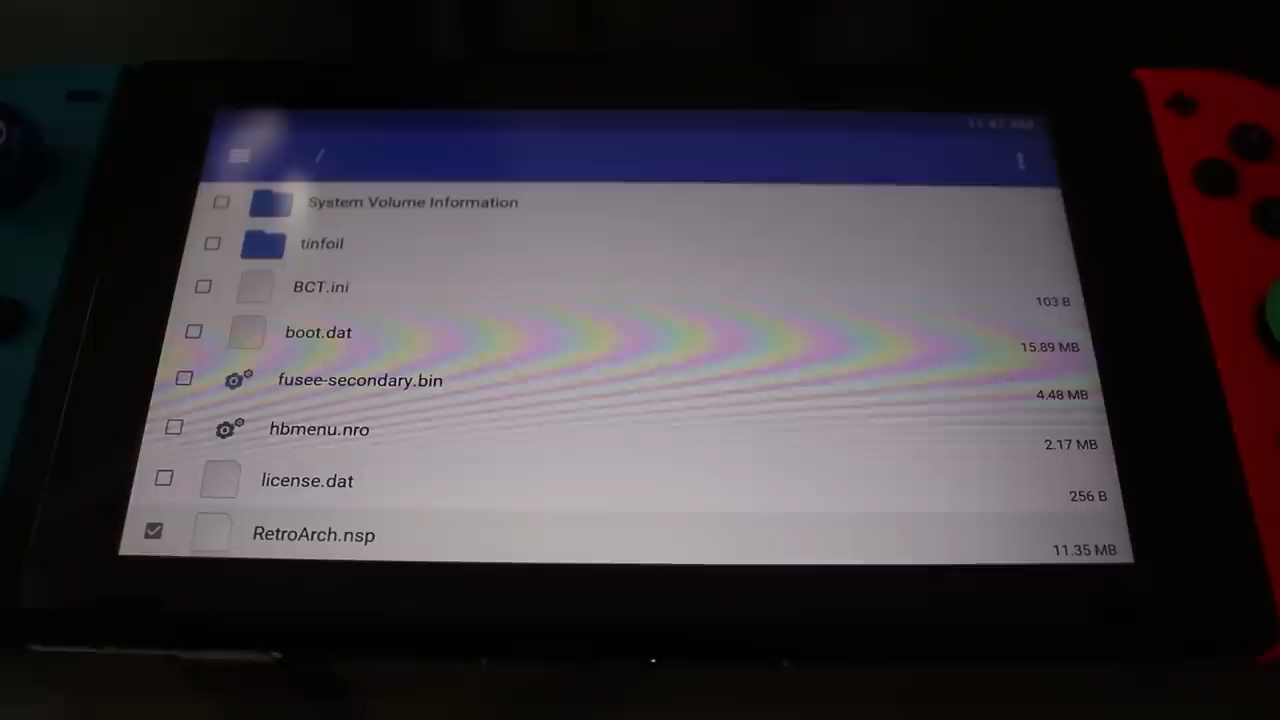 /
System Volume Information
tinfoil
BCT.ini
103 B
boot.dat
15.89 MB
fusee-secondary.bin
4.48 MB
hbmenu.nro
2.17 MB
license.dat
256 B
RetroArch.nsp
11.35 MB